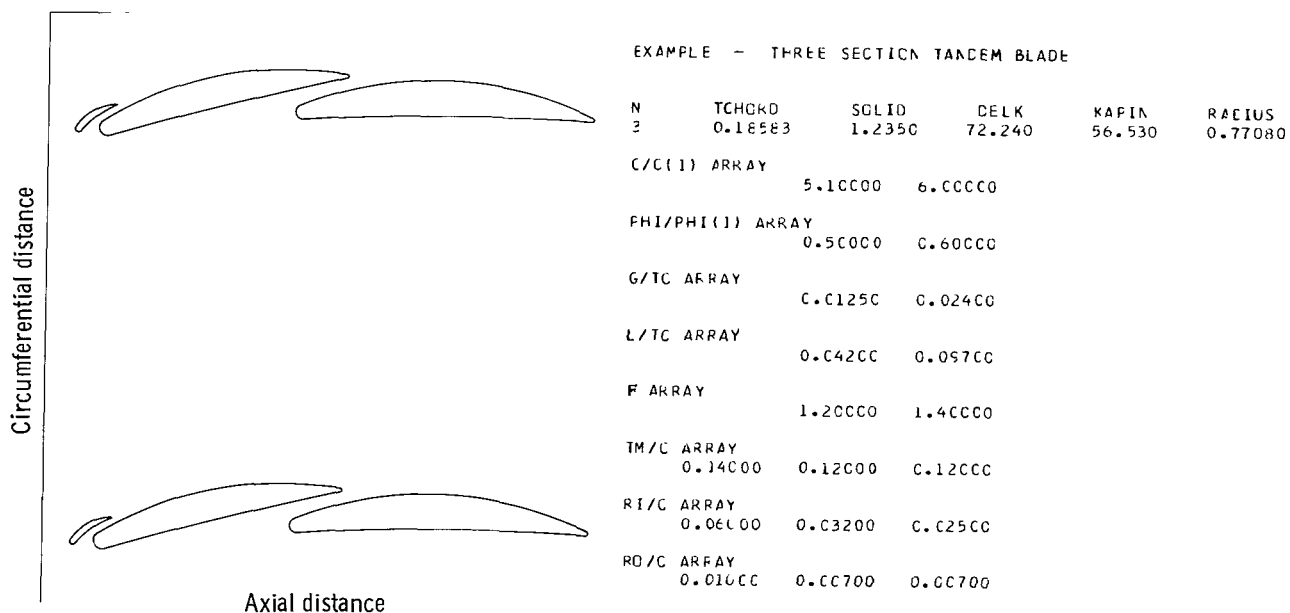 EXAMPLE - THREE SECTION TANDEM BLADE
N TCHORD SOLID DELK KAPIN RADIUS
3 0.18583 1.2350 72.240 56.530 0.77080
C/C(1) ARRAY
5.10000 6.00000
PHI/PHI(1) ARRAY
0.50000 0.60000
G/TC ARRAY
0.01250 0.02400
L/TC ARRAY
0.04200 0.09700
F ARRAY
1.20000 1.40000
TM/C ARRAY
0.14000 0.12000 0.12000
RI/C ARRAY
0.06000 0.03200 0.02500
RO/C ARRAY
0.01000 0.00700 0.00700
Circumferential distance
Axial distance